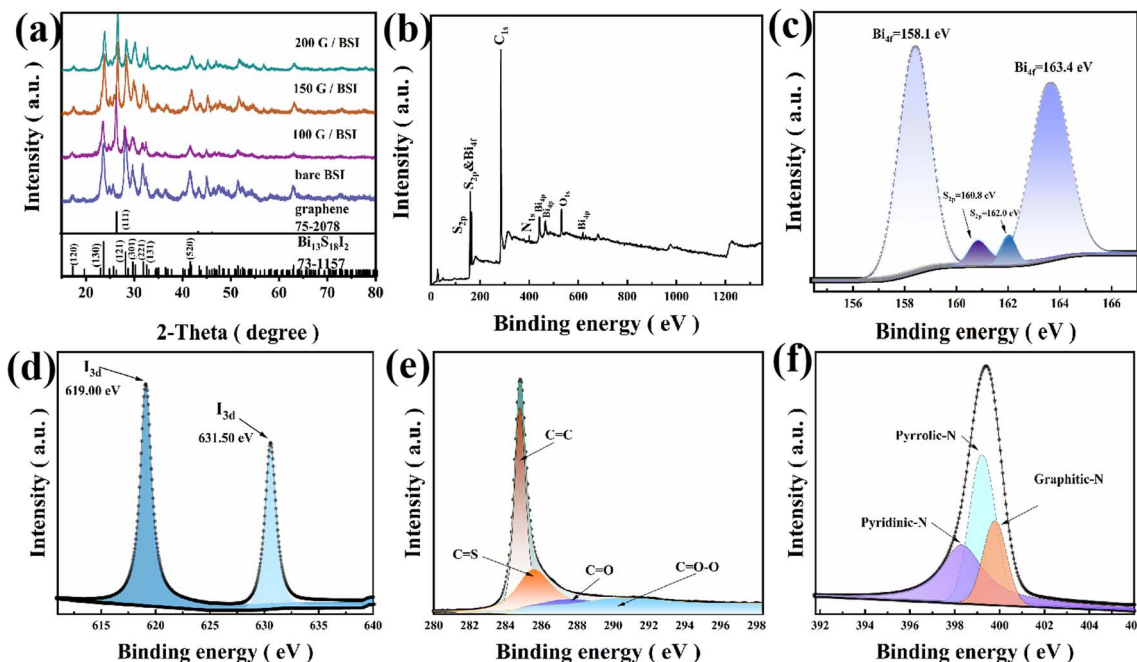 (a)
Intensity ( a.u. )
200 G / BSI
150 G / BSI
100 G / BSI
bare BSI
graphene
75-2078
(111)
Bi13S18I2
73-1157
(120)
(130)
(121)
(301)
(221)
(131)
(520)
15 20 30 40 50 60 70 80
2-Theta ( degree )
(b)
Intensity ( a.u. )
C1s
S2p&Bi4f
S2p
N1s
Bi4p
Bi4p
O1s
Bi4p
0 200 400 600 800 1000 1200
Binding energy ( eV )
(c)
Intensity ( a.u. )
Bi4f=158.1 eV
Bi4f=163.4 eV
S2p=160.8 eV
S2p=162.0 eV
156 158 160 162 164 166
Binding energy ( eV )
(d)
Intensity ( a.u. )
I3d
619.00 eV
I3d
631.50 eV
615 620 625 630 635 640
Binding energy ( eV )
(e)
Intensity ( a.u. )
C=C
C=S
C=O
C=O-O
280 282 284 286 288 290 292 294 296 298
Binding energy ( eV )
(f)
Intensity ( a.u. )
Pyrrolic-N
Graphitic-N
Pyridinic-N
392 394 396 398 400 402 404
Binding energy ( eV )